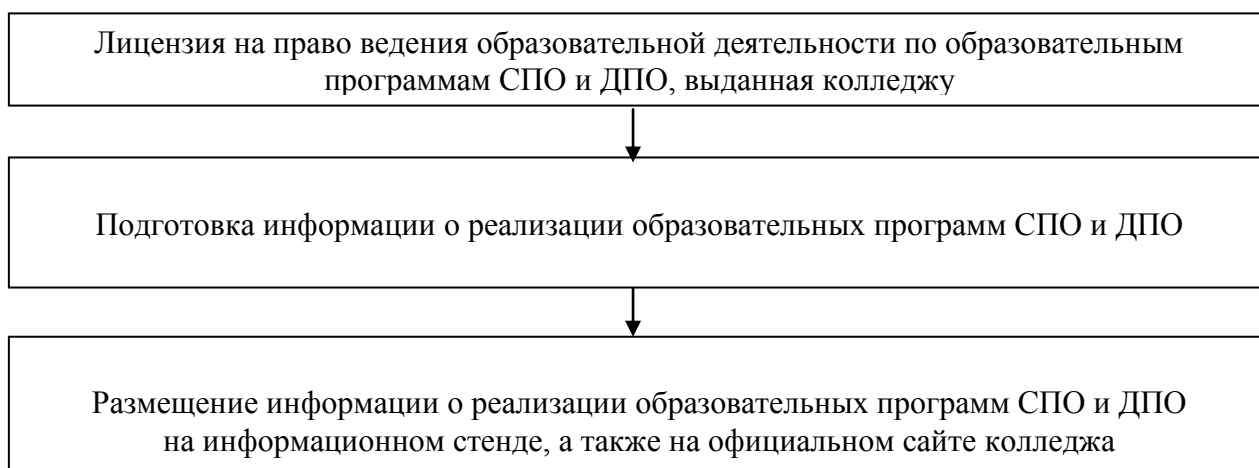 Лицензия на право ведения образовательной деятельности по образовательным
программам СПО и ДПО, выданная колледжу
Подготовка информации о реализации образовательных программ СПО и ДПО
Размещение информации о реализации образовательных программ СПО и ДПО
на информационном стенде, а также на официальном сайте колледжа